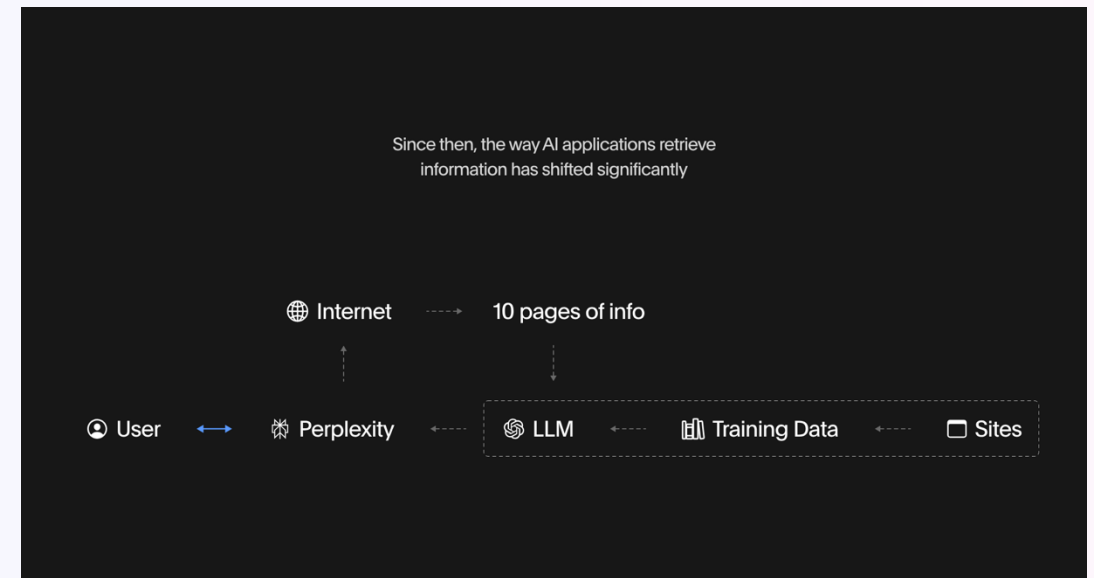 Since then, the way AI applications retrieve
information has shifted significantly
Internet
10 pages of info
User
Perplexity
LLM
Training Data
Sites